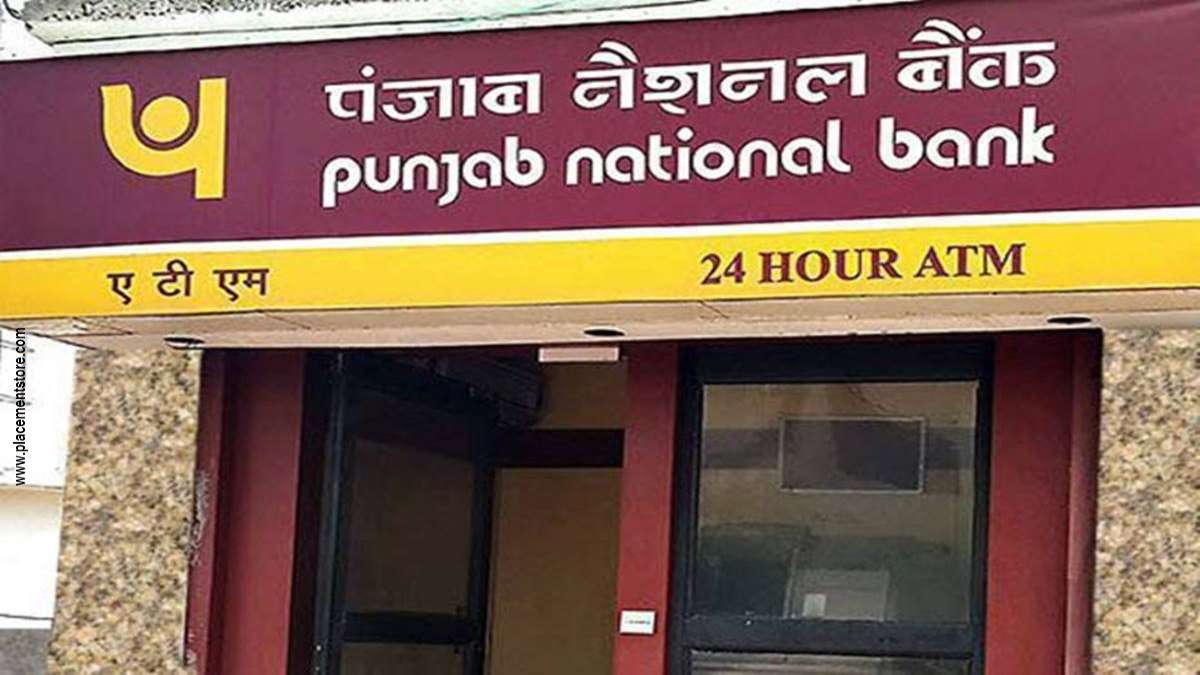 पंजाब नैशनल बैंक
punjab national bank
ए टी एम
24 HOUR ATM
www.placementstore.com